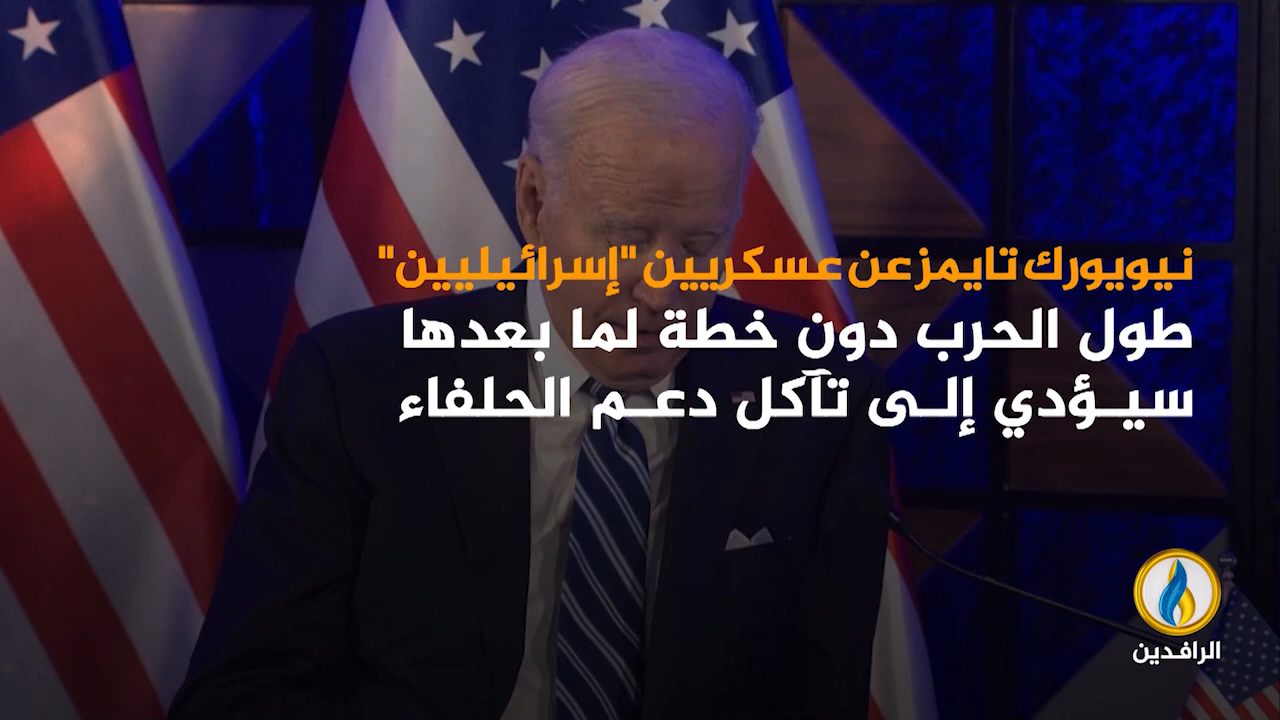 نيويورك تايمز عن عسكريين "إسرائيليين"
طول الحرب دون خطة لما بعدها
سيـؤدي إلـى تآكل دعـم الحلفاء
الرافدين